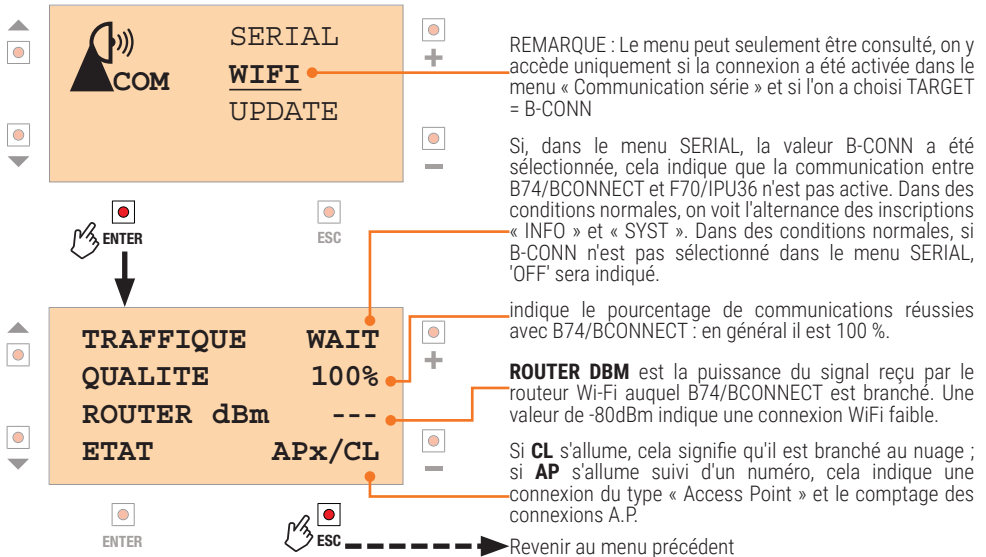 COM
SERIAL
WIFI
UPDATE
+
−
ENTER
ESC
REMARQUE : Le menu peut seulement être consulté, on y
accède uniquement si la connexion a été activée dans le
menu « Communication série » et si l'on a choisi TARGET
= B-CONN
Si, dans le menu SERIAL, la valeur B-CONN a été
sélectionnée, cela indique que la communication entre
B74/BCONNECT et F70/IPU36 n'est pas active. Dans des
conditions normales, on voit l'alternance des inscriptions
« INFO » et « SYST ». Dans des conditions normales, si
B-CONN n'est pas sélectionné dans le menu SERIAL,
'OFF' sera indiqué.
TRAFFIQUE WAIT
QUALITE 100%
ROUTER dBm ---
ETAT APx/CL
+
−
indique le pourcentage de communications réussies
avec B74/BCONNECT : en général il est 100 %.
ROUTER DBM est la puissance du signal reçu par le
routeur Wi-Fi auquel B74/BCONNECT est branché. Une
valeur de -80dBm indique une connexion WiFi faible.
Si CL s'allume, cela signifie qu'il est branché au nuage ;
si AP s'allume suivi d'un numéro, cela indique une
connexion du type « Access Point » et le comptage des
connexions A.P.
ENTER
ESC
Revenir au menu précédent